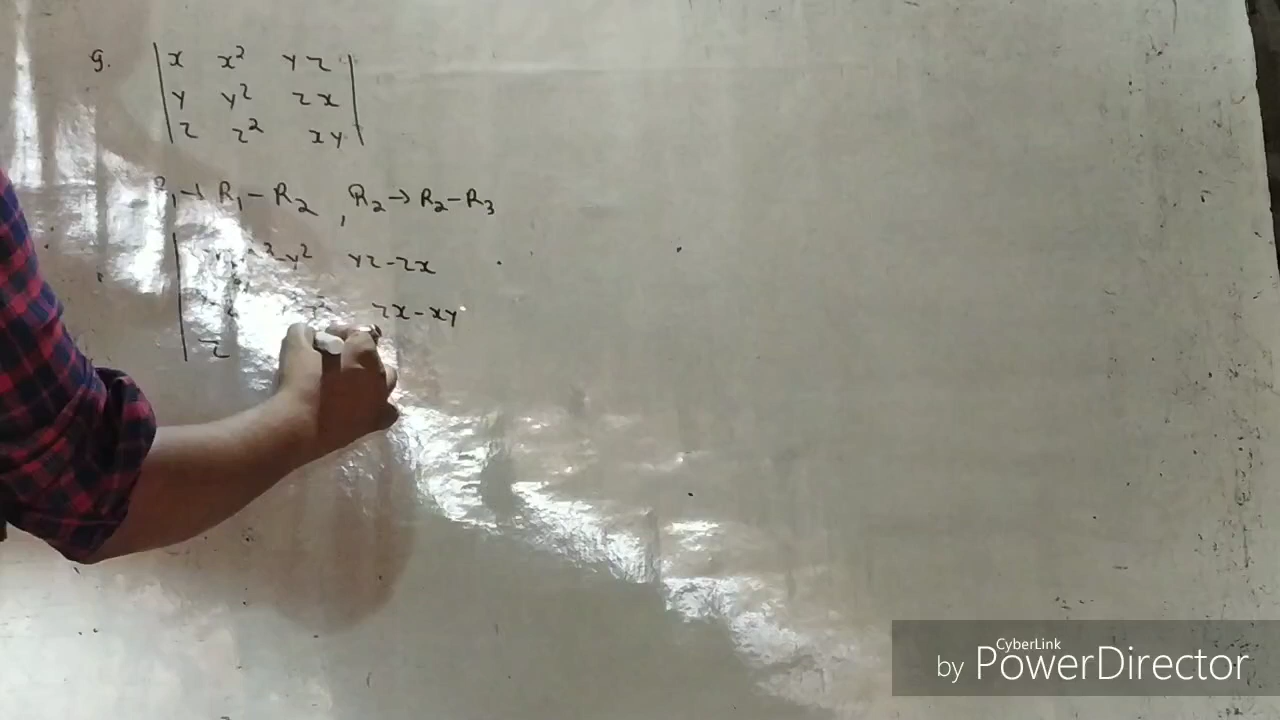 9. x x² yz
y y² zx
z z² xy
→ R₁-R₂, R₂→R₂-R₃
yz-zx
zx-xy
z
CyberLink
by PowerDirector